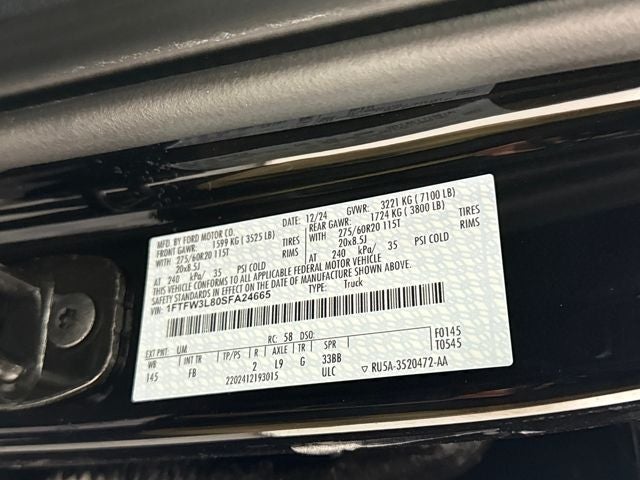 MFD. BY FORD MOTOR CO. DATE: 12/24 GVWR: 3221 KG ( 7100 LB)
FRONT GAWR: 1599 KG ( 3525 LB) REAR GAWR: 1724 KG ( 3800 LB)
WITH 275/60R20 115T TIRES WITH 275/60R20 115T TIRES
20x8.5J RIMS 20x8.5J RIMS
AT 240 kPa/ 35 PSI COLD AT 240 kPa/ 35 PSI COLD
THIS VEHICLE CONFORMS TO ALL APPLICABLE FEDERAL MOTOR VEHICLE
SAFETY STANDARDS IN EFFECT ON THE DATE OF MANUFACTURE SHOWN ABOVE.
VIN: 1FTFW3L80SFA24665 TYPE: Truck
EXT PNT: UM RC: 58 DSO: F0145
WB INT TR TP/PS R AXLE TR SPR T0545
145 FB 2 L9 G 33BB
2202412193015 ULC ▽ RU5A-3520472-AA